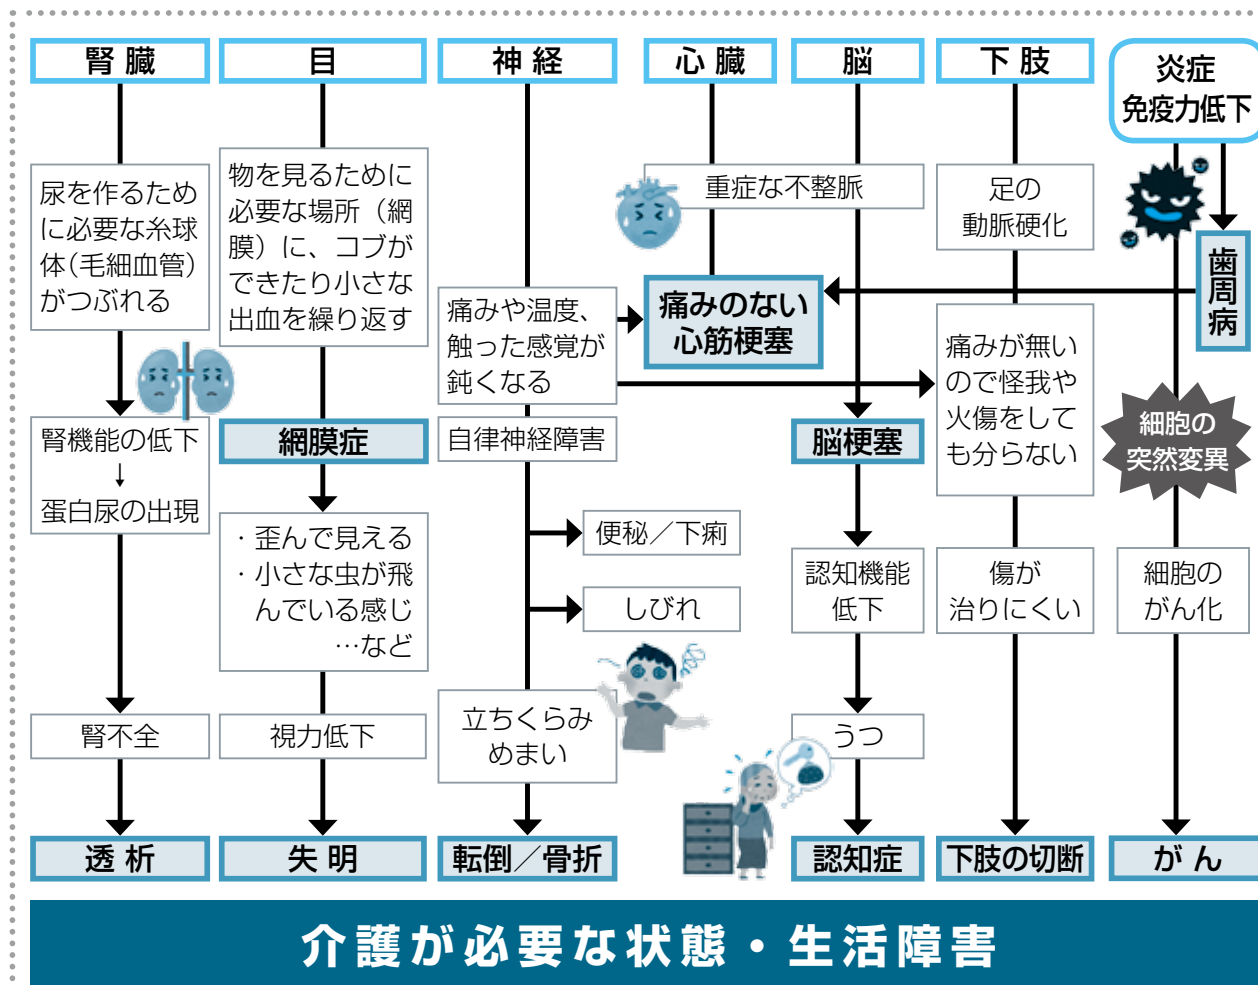 腎臓
尿を作るため
に必要な糸球
体(毛細血管)
がつぶれる
腎機能の低下
↓
蛋白尿の出現
腎不全
透析
目
物を見るために
必要な場所（網
膜）に、コブが
できたり小さな
出血を繰り返す
網膜症
・歪んで見える
・小さな虫が飛
んでいる感じ
…など
視力低下
失明
神経
痛みや温度、
触った感覚が
鈍くなる
自律神経障害
便秘／下痢
しびれ
立ちくらみ
めまい
転倒／骨折
心臓
重症な不整脈
痛みのない
心筋梗塞
脳
脳梗塞
認知機能
低下
うつ
認知症
下肢
足の
動脈硬化
痛みが無い
ので怪我や
火傷をして
も分らない
傷が
治りにくい
下肢の切断
炎症
免疫力低下
歯周病
細胞の
突然変異
細胞の
がん化
がん
介護が必要な状態・生活障害